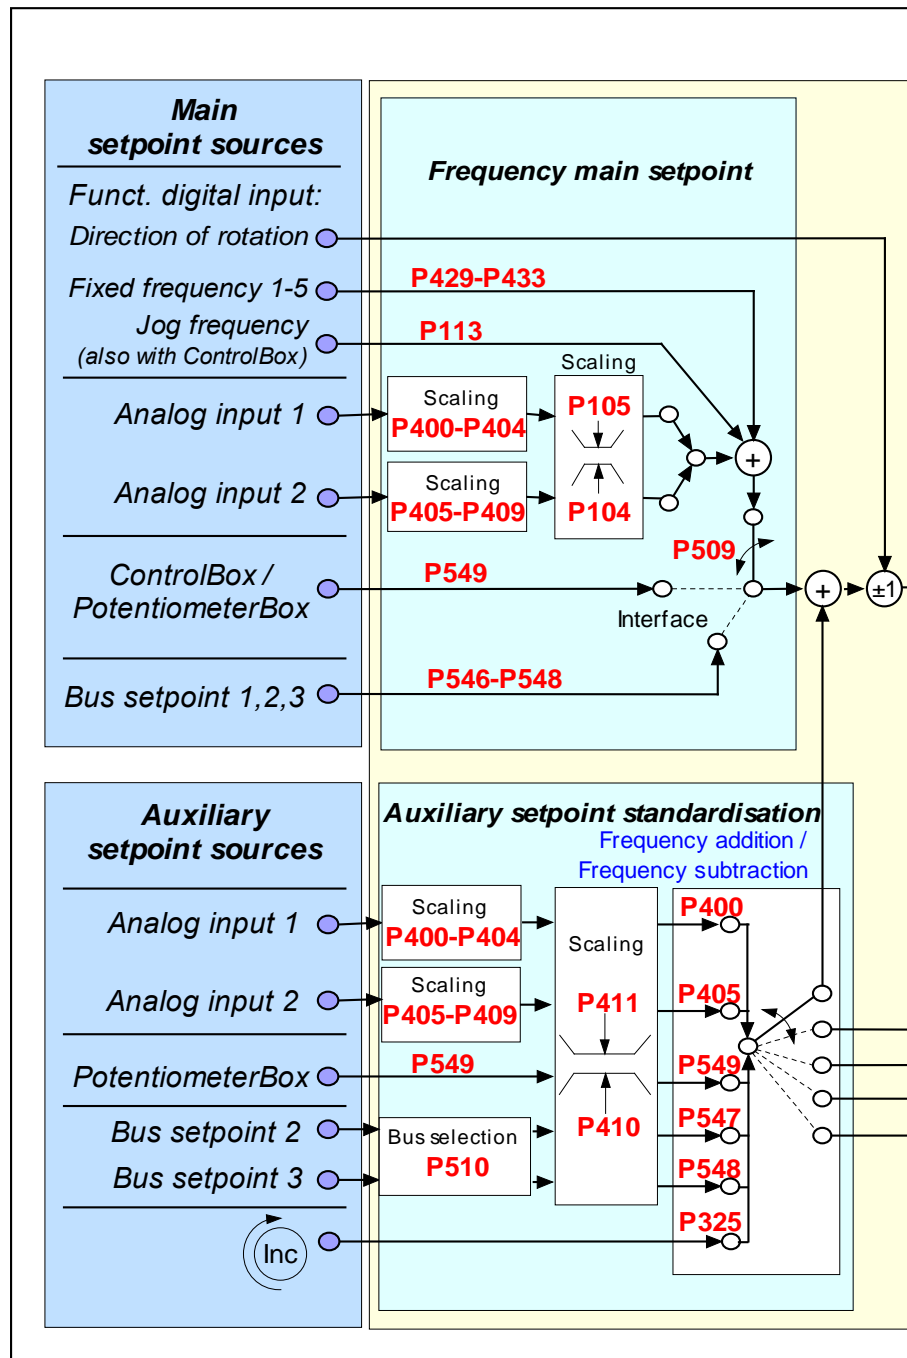 Main
setpoint sources
Funct. digital input:
Direction of rotation
Fixed frequency 1-5
Jog frequency
(also with ControlBox)
Analog input 1
Analog input 2
ControlBox /
PotentiometerBox
Bus setpoint 1,2,3
Frequency main setpoint
P429-P433
P113
Scaling
Scaling
P400-P404
P105
Scaling
P405-P409
P104
+
P509
P549
Interface
+
±1
P546-P548
Auxiliary
setpoint sources
Analog input 1
Analog input 2
PotentiometerBox
Bus setpoint 2
Bus setpoint 3
Inc
Auxiliary setpoint standardisation
Frequency addition /
Frequency subtraction
Scaling
P400-P404
Scaling
P405-P409
P549
Bus selection
P510
Scaling
P411
P410
P400
P405
P549
P547
P548
P325